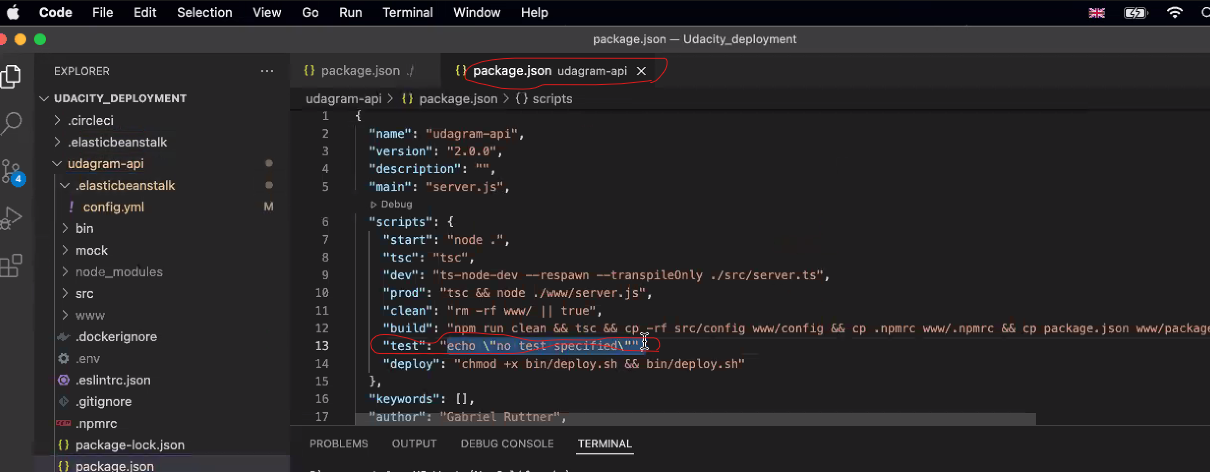 Code File Edit Selection View Go Run Terminal Window Help
package.json — Udacity_deployment
EXPLORER
package.json ./
package.json udagram-api
udagram-api > package.json > {} scripts
UDACITY_DEPLOYMENT
.circleci
.elasticbeanstalk
udagram-api
.elasticbeanstalk
! config.yml M
bin
mock
node_modules
src
www
.dockerignore
.env
.eslintrc.json
.gitignore
.npmrc
package-lock.json
package.json
4
1 {
2 "name": "udagram-api",
3 "version": "2.0.0",
4 "description": "",
5 "main": "server.js",
Debug
6 "scripts": {
7 "start": "node .",
8 "tsc": "tsc",
9 "dev": "ts-node-dev --respawn --transpileOnly ./src/server.ts",
10 "prod": "tsc && node ./www/server.js",
11 "clean": "rm -rf www/ || true",
12 "build": "npm run clean && tsc && cp -rf src/config www/config && cp .npmrc www/.npmrc && cp package.json www/package
13 "test": "echo \"no test specified\"",
14 "deploy": "chmod +x bin/deploy.sh && bin/deploy.sh"
15 },
16 "keywords": [],
17 "author": "Gabriel Ruttner",
PROBLEMS OUTPUT DEBUG CONSOLE TERMINAL